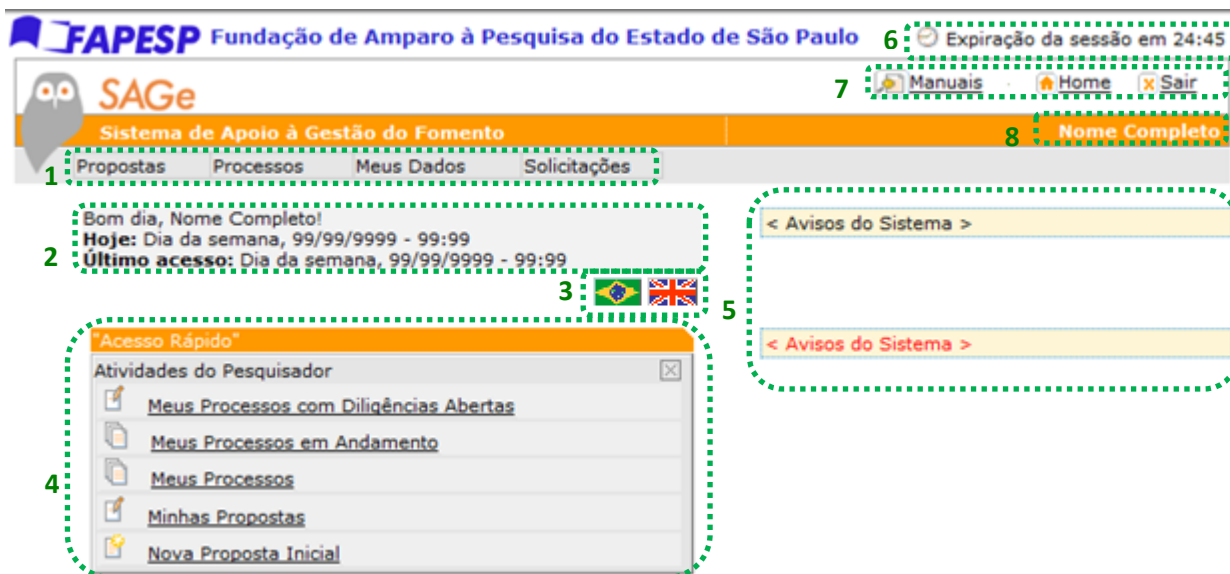 FAPESP Fundação de Amparo à Pesquisa do Estado de São Paulo 6 Expiração da sessão em 24:45
SAGe 7 Manuais Home Sair
Sistema de Apoio à Gestão do Fomento 8 Nome Completo
1 Propostas Processos Meus Dados Solicitações
Bom dia, Nome Completo!
Hoje: Dia da semana, 99/99/9999 - 99:99
2 Último acesso: Dia da semana, 99/99/9999 - 99:99
3
"Acesso Rápido"
Atividades do Pesquisador
Meus Processos com Diligências Abertas
Meus Processos em Andamento
4 Meus Processos
Minhas Propostas
Nova Proposta Inicial
< Avisos do Sistema >
5
< Avisos do Sistema >